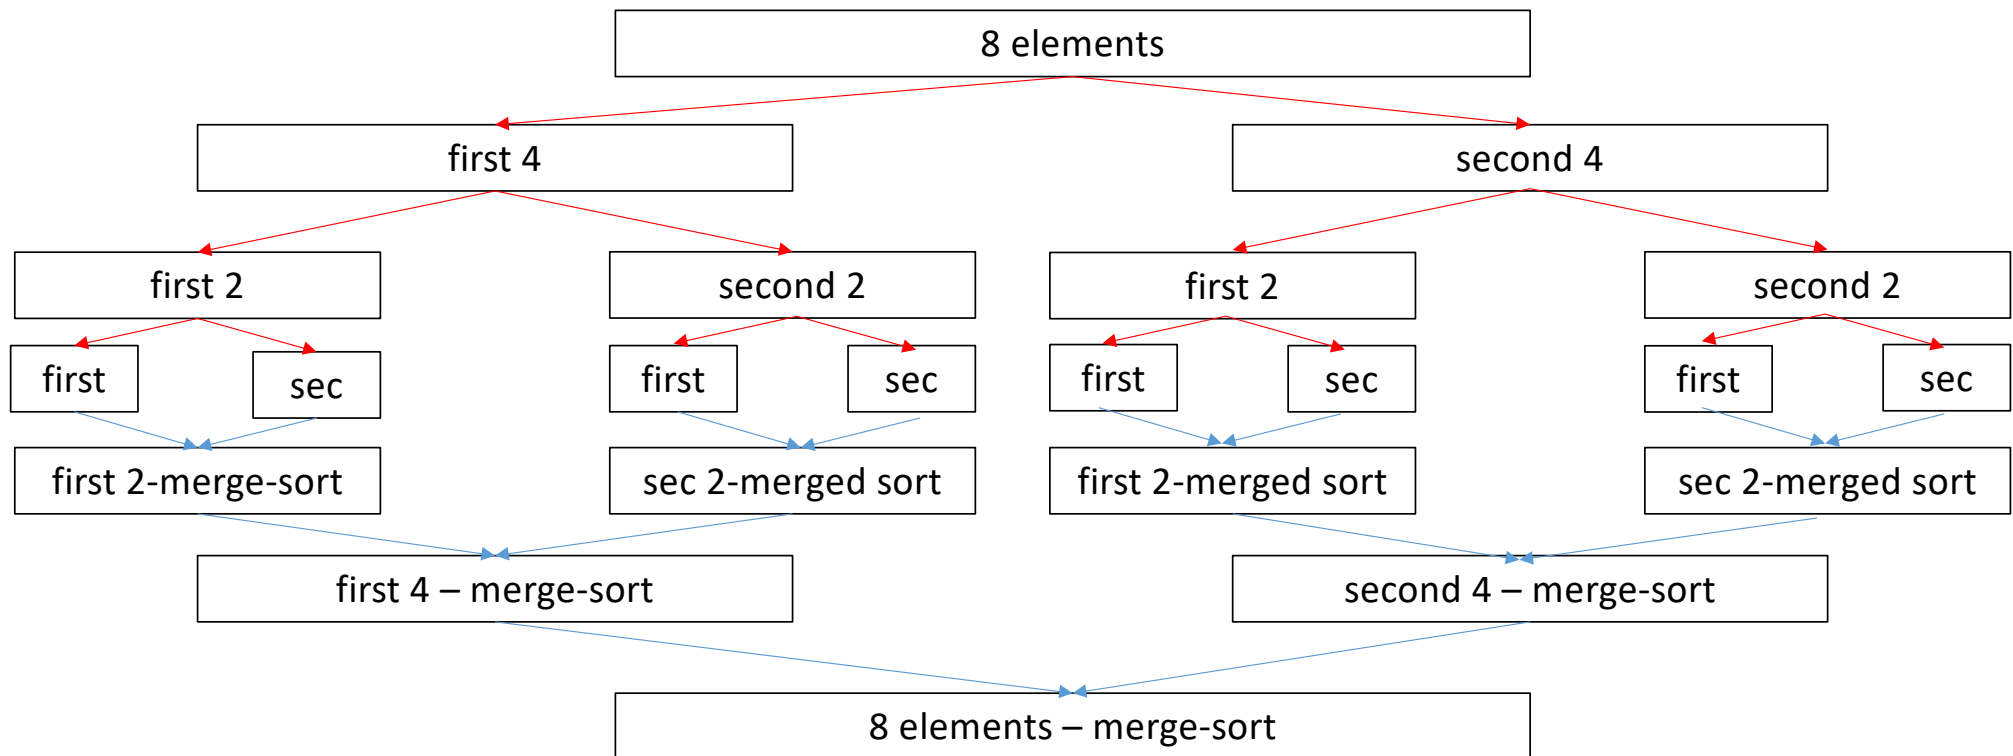 8 elements
first 4
second 4
first 2
second 2
first 2
second 2
first
sec
first
sec
first
sec
first
sec
first 2-merge-sort
sec 2-merged sort
first 2-merged sort
sec 2-merged sort
first 4 – merge-sort
second 4 – merge-sort
8 elements – merge-sort